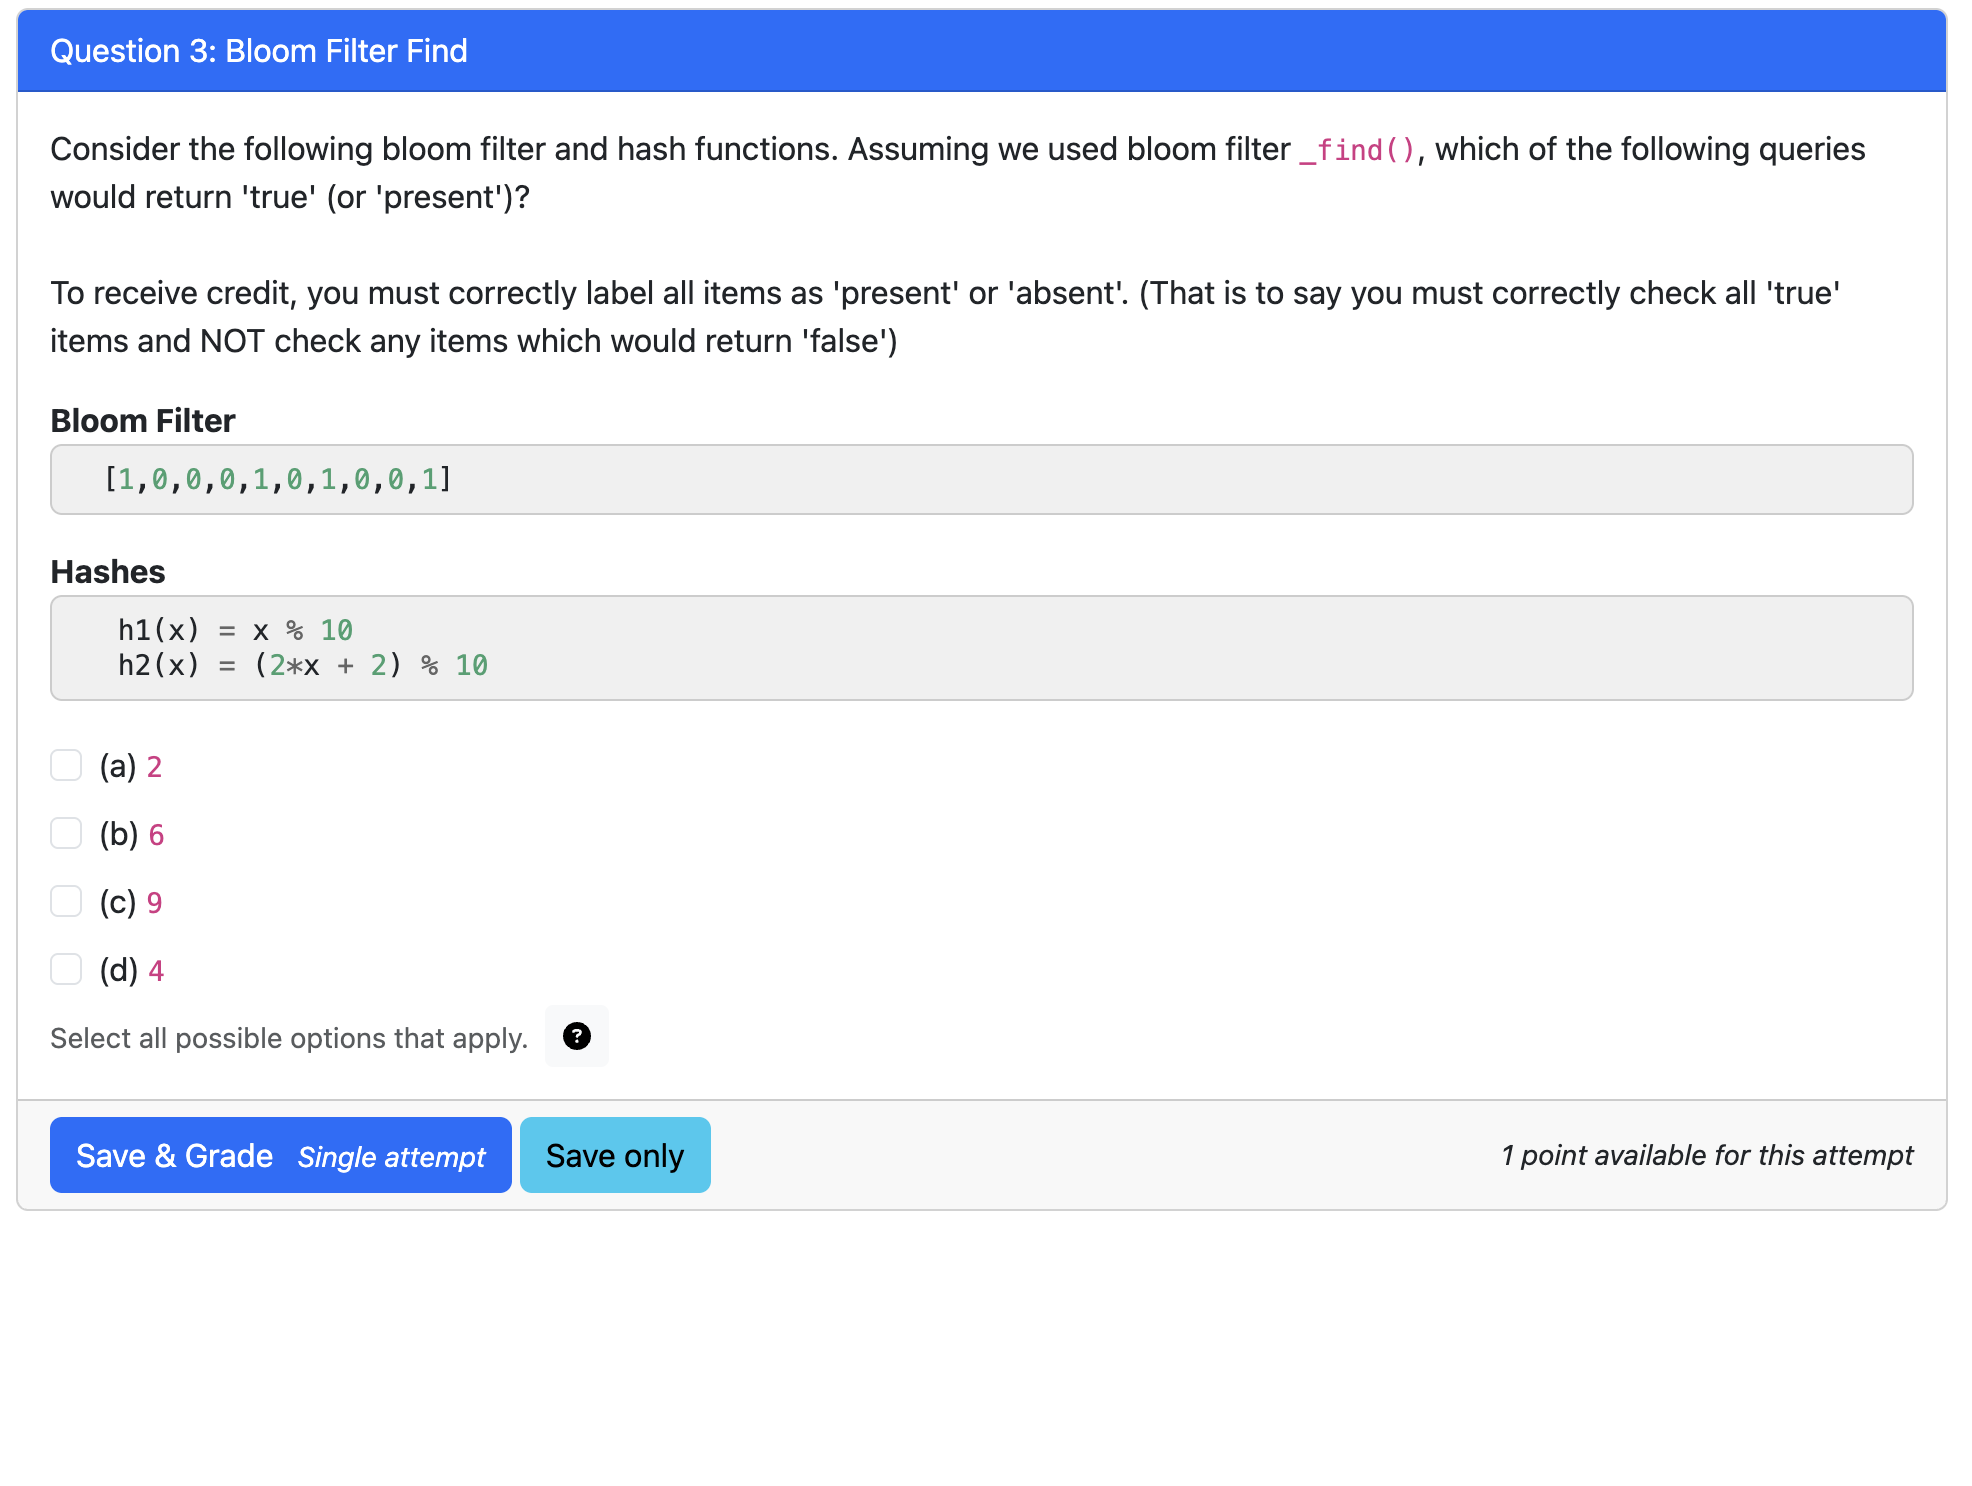 Question 3: Bloom Filter Find
Consider the following bloom filter and hash functions. Assuming we used bloom filter _find(), which of the following queries
would return 'true' (or 'present')?
To receive credit, you must correctly label all items as 'present' or 'absent'. (That is to say you must correctly check all 'true'
items and NOT check any items which would return 'false')
Bloom Filter
[1,0,0,0,1,0,1,0,0,1]
Hashes
h1(x) = x % 10
h2(x) = (2*x + 2) % 10
(a) 2
(b) 6
(c) 9
(d) 4
Select all possible options that apply. ?
Save & Grade Single attempt Save only 1 point available for this attempt